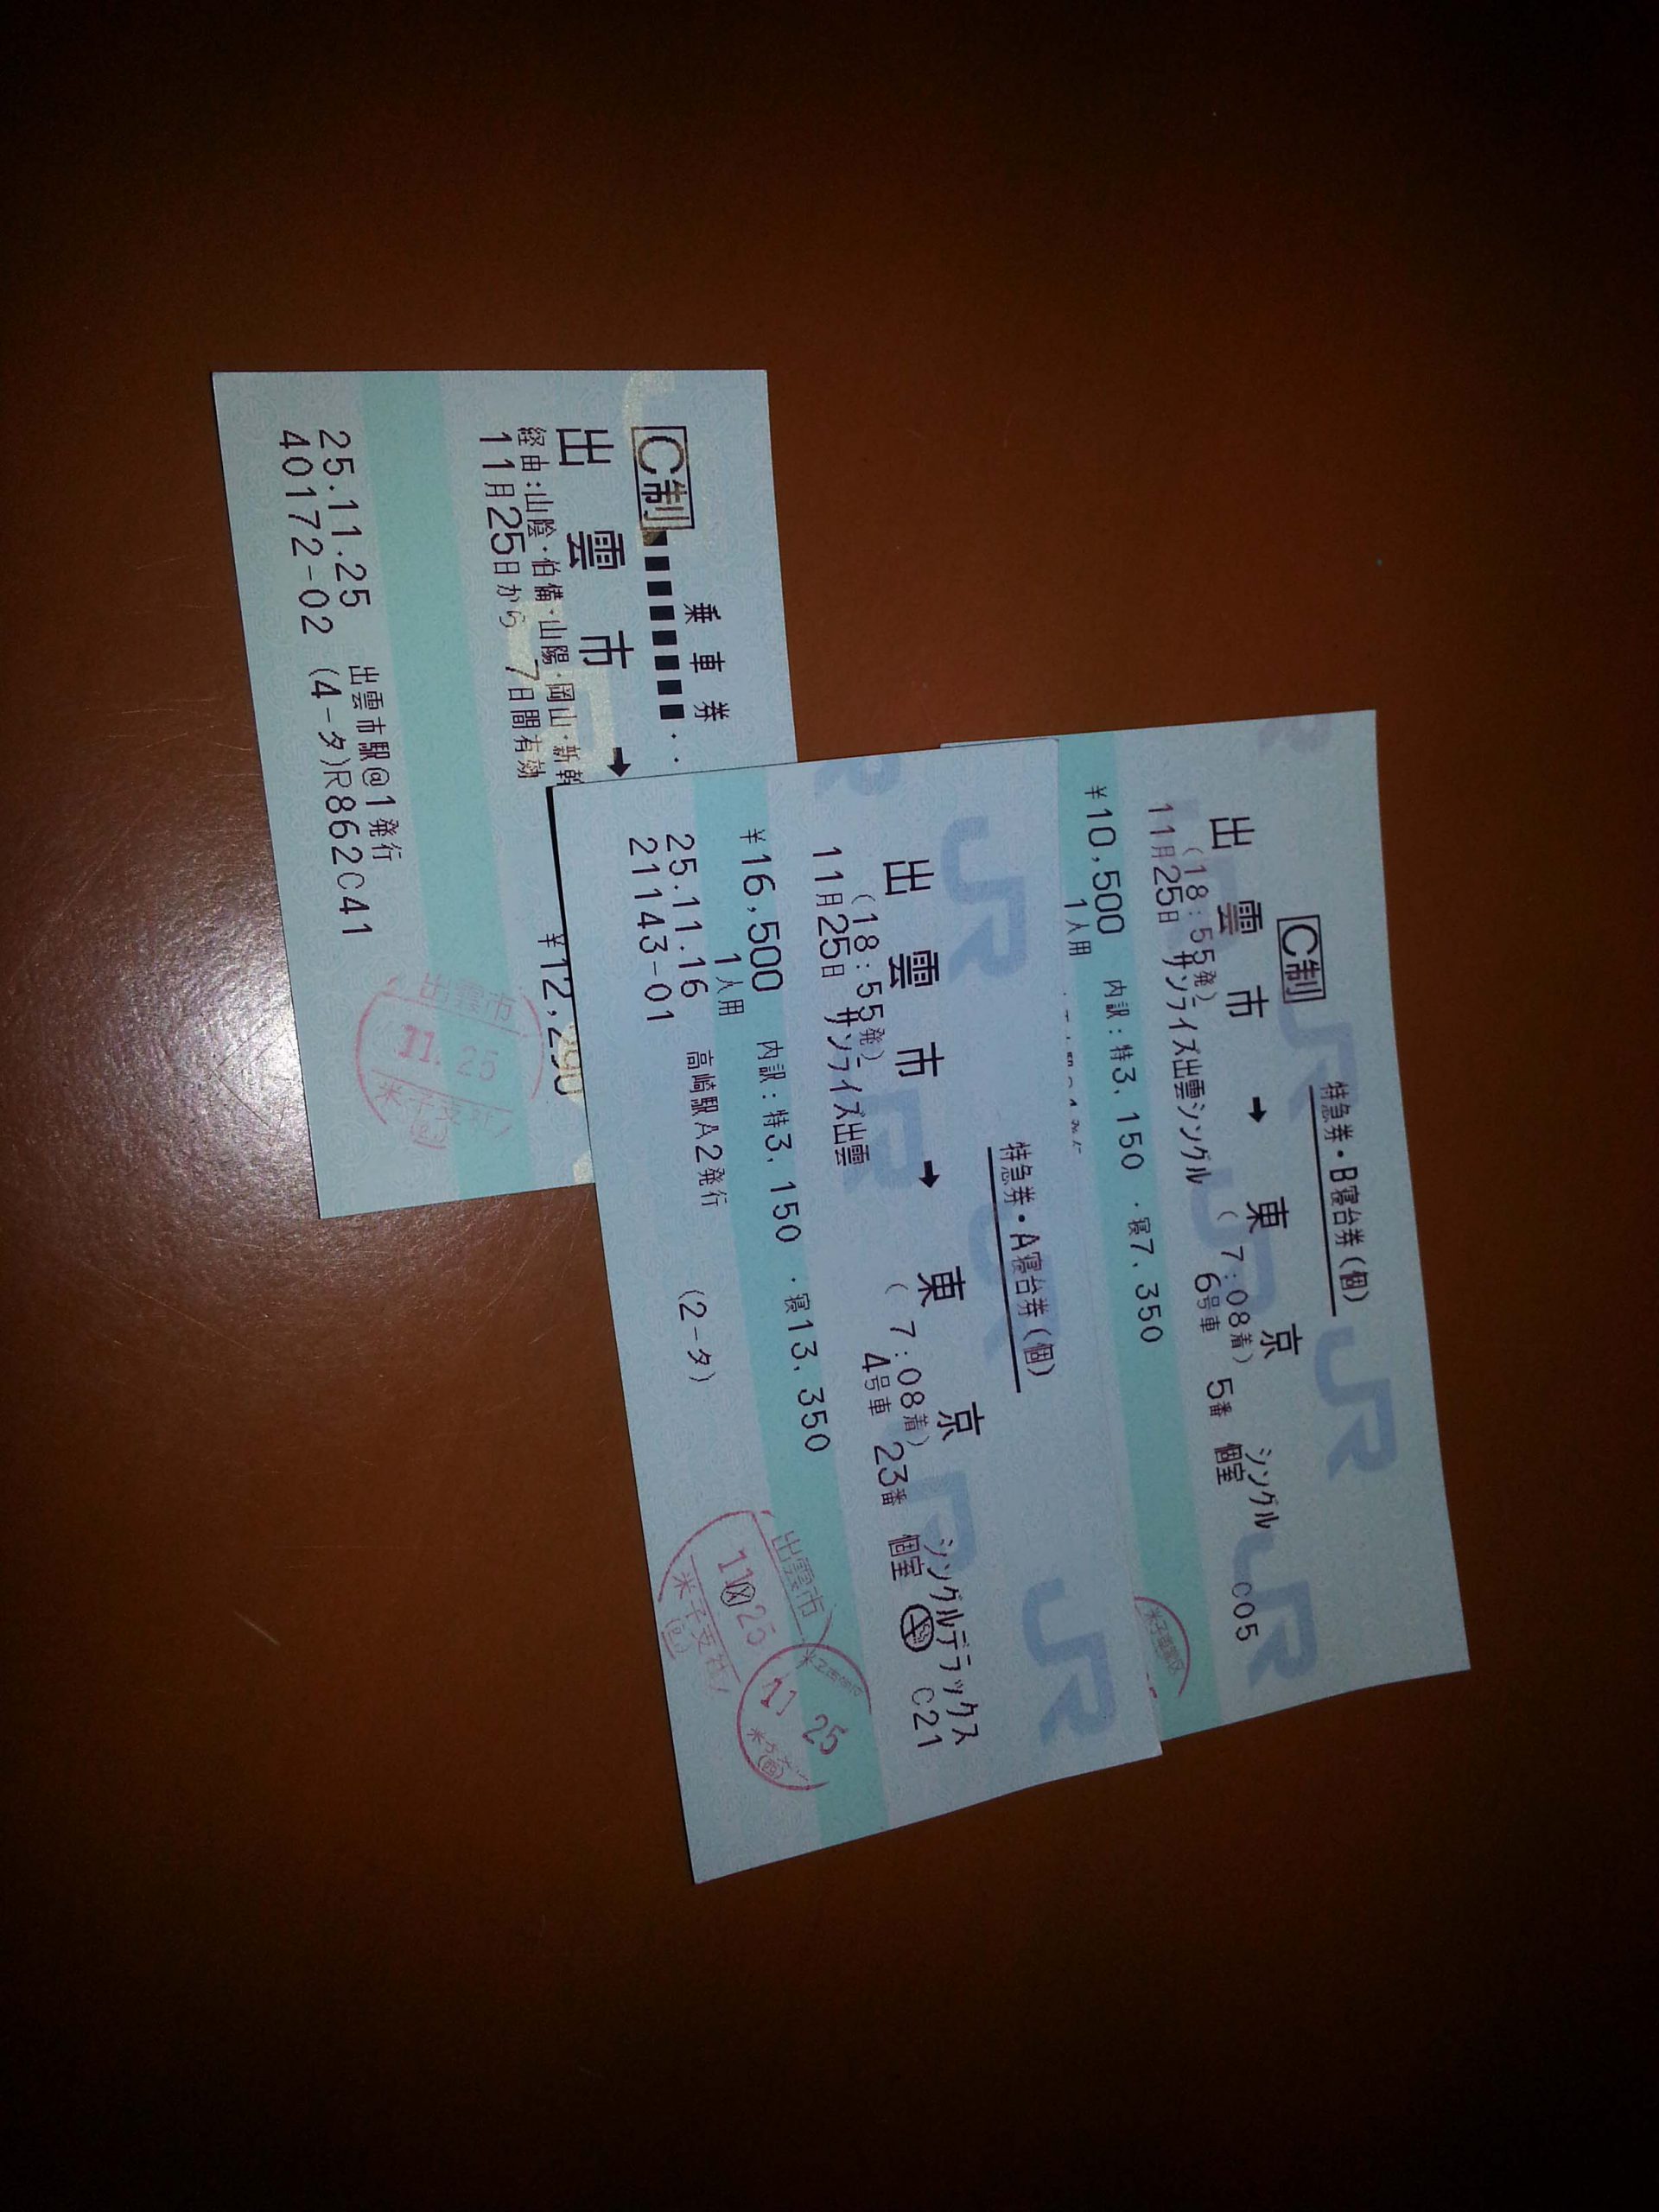 特急券・B寝台券(個)
C制
出雲市 → 東京
(18:55発) (7:08着) シングル C05
11月25日 サンライズ出雲シングル 6号車 5番 個室
¥10,500 内訳:特3,150・寝7,350
1人用
特急券・A寝台券(個)
出雲市 → 東京
(18:55発) (7:08着) シングルデラックス C21
11月25日 サンライズ出雲 4号車 23番 個室
¥16,500 内訳:特3,150・寝13,350
1人用
25.11.16 高崎駅A2発行
21143-01 (2-タ)
出雲市
11 25
米子支社
11 25
乗車券
C制
出雲市 →
経由:山陰・伯備・山陽・岡山・新幹
11月25日から 7日間有効
¥12,290
25.11.25 出雲市駅@1発行
40172-02 (4-タ)R862C41
出雲市
11.25
米子支社
JR
JR
JR
JR
JR
JR